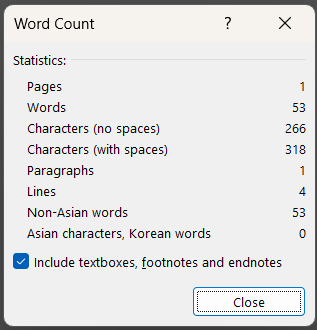 Word Count ? ×
Statistics:
Pages 1
Words 53
Characters (no spaces) 266
Characters (with spaces) 318
Paragraphs 1
Lines 4
Non-Asian words 53
Asian characters, Korean words 0
Include textboxes, footnotes and endnotes
Close